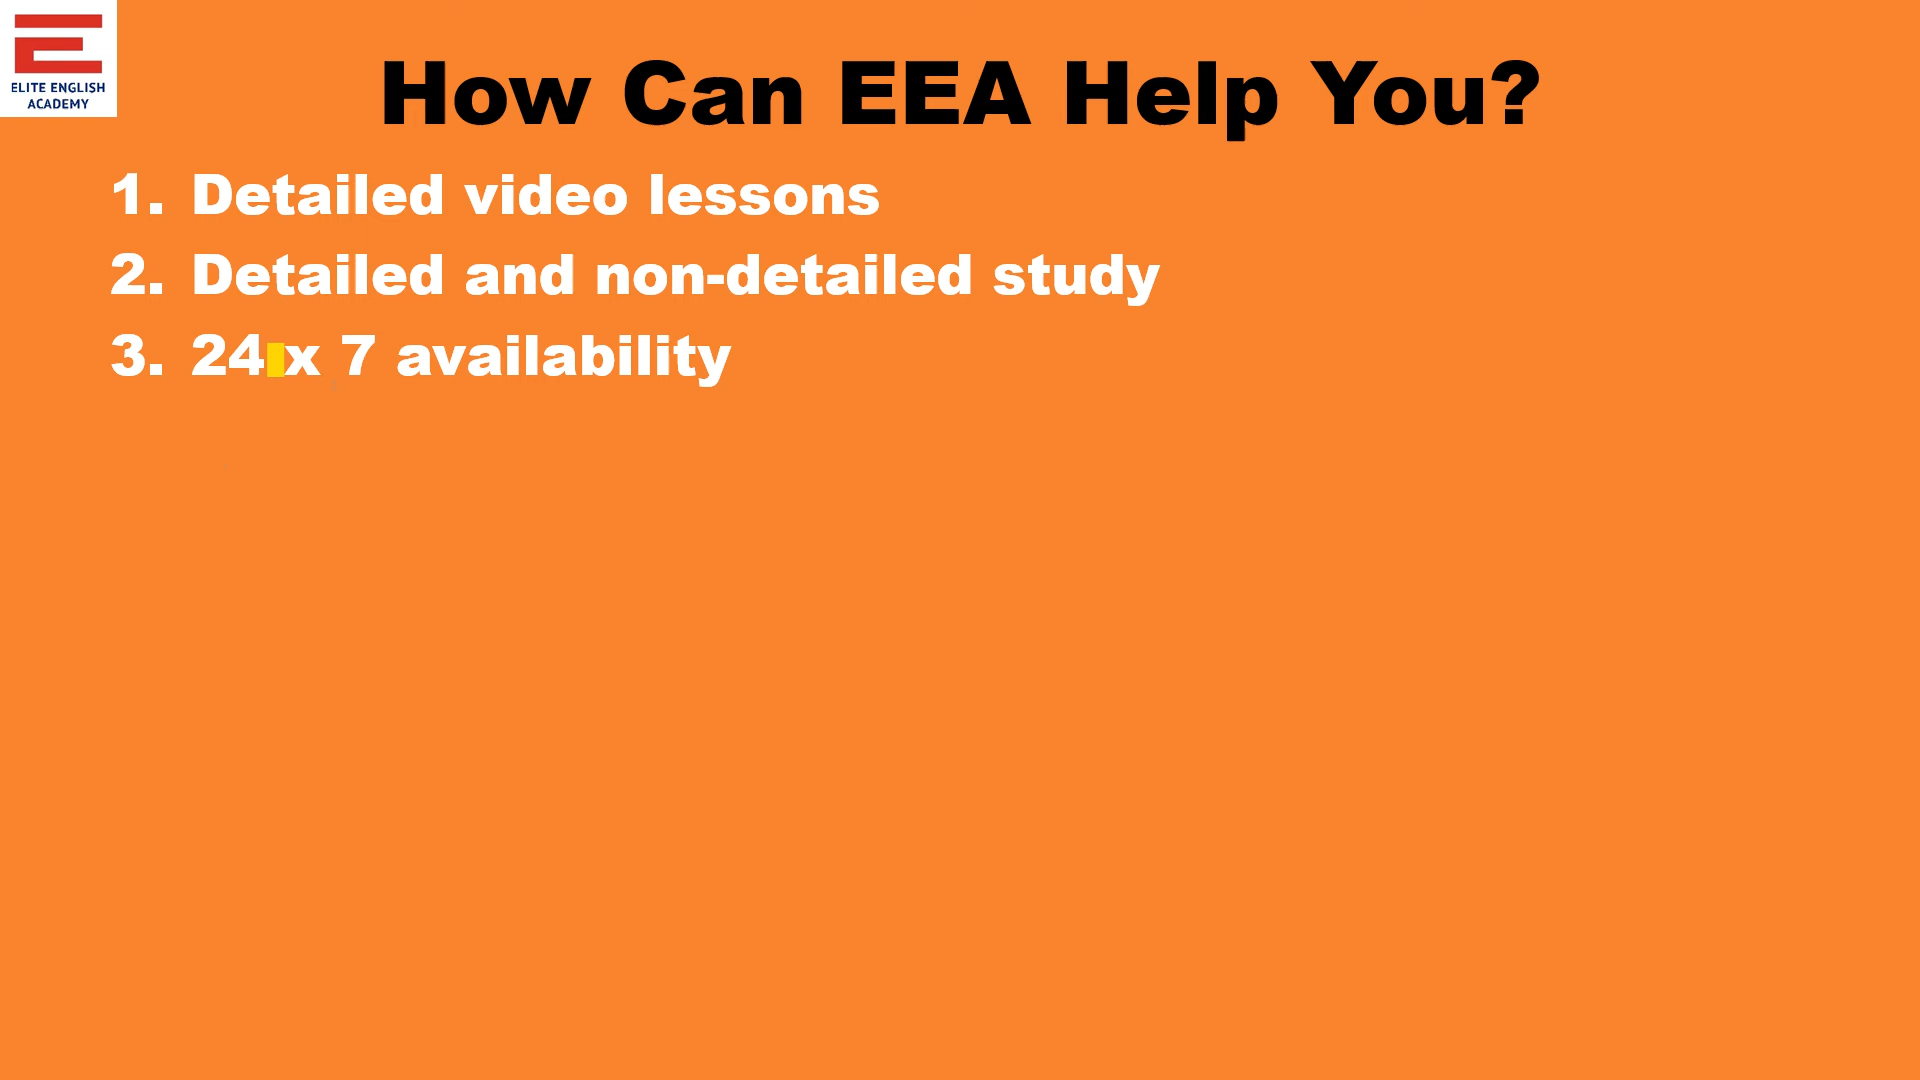 ELITE ENGLISH
ACADEMY
How Can EEA Help You?
1. Detailed video lessons
2. Detailed and non-detailed study
3. 24 x 7 availability